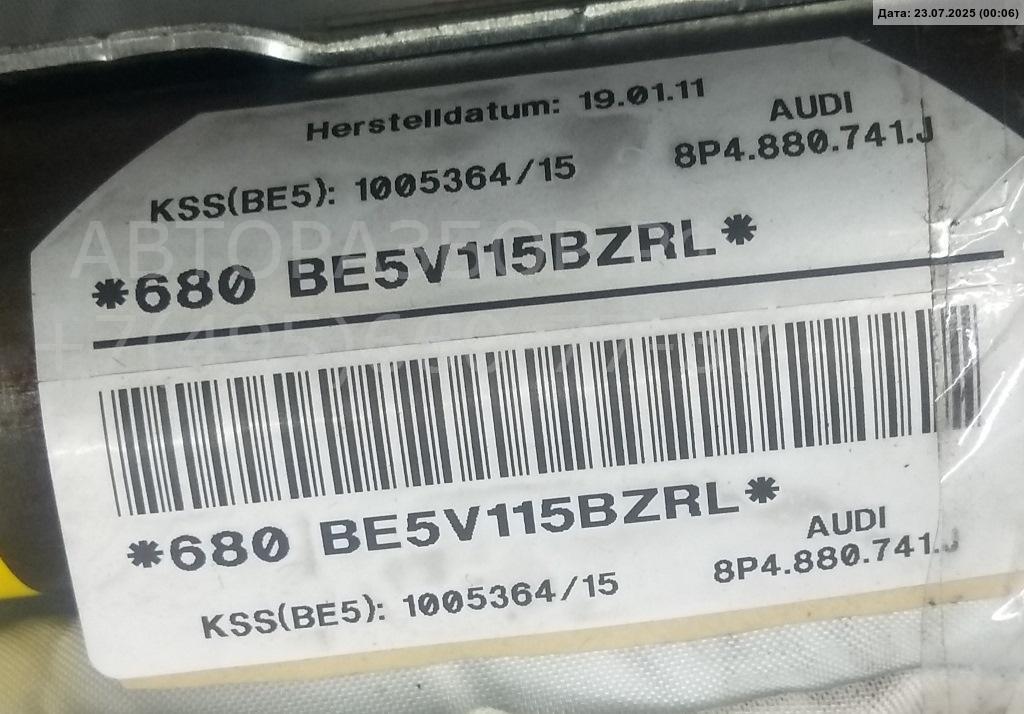 Дата: 23.07.2025 (00:06)
Herstelldatum: 19.01.11
AUDI
8P4.880.741.J
KSS(BE5): 1005364/15
*680 BE5V115BZRL*
*680 BE5V115BZRL*
AUDI
8P4.880.741.J
KSS(BE5): 1005364/15